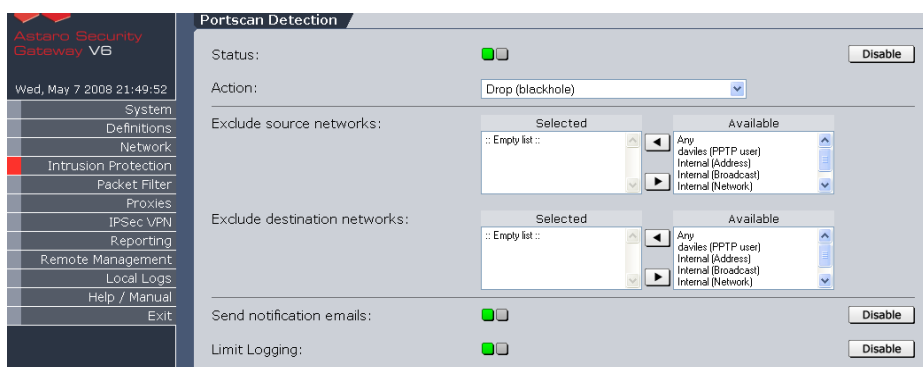 Astaro Security
Gateway V6
Wed, May 7 2008 21:49:52
System
Definitions
Network
Intrusion Protection
Packet Filter
Proxies
IPSec VPN
Reporting
Remote Management
Local Logs
Help / Manual
Exit
Portscan Detection
Status:
Disable
Action:
Drop (blackhole)
Exclude source networks:
Selected
Available
:: Empty list ::
Any
daviles (PPTP user)
Internal (Address)
Internal (Broadcast)
Internal (Network)
Exclude destination networks:
Selected
Available
:: Empty list ::
Any
daviles (PPTP user)
Internal (Address)
Internal (Broadcast)
Internal (Network)
Send notification emails:
Disable
Limit Logging:
Disable